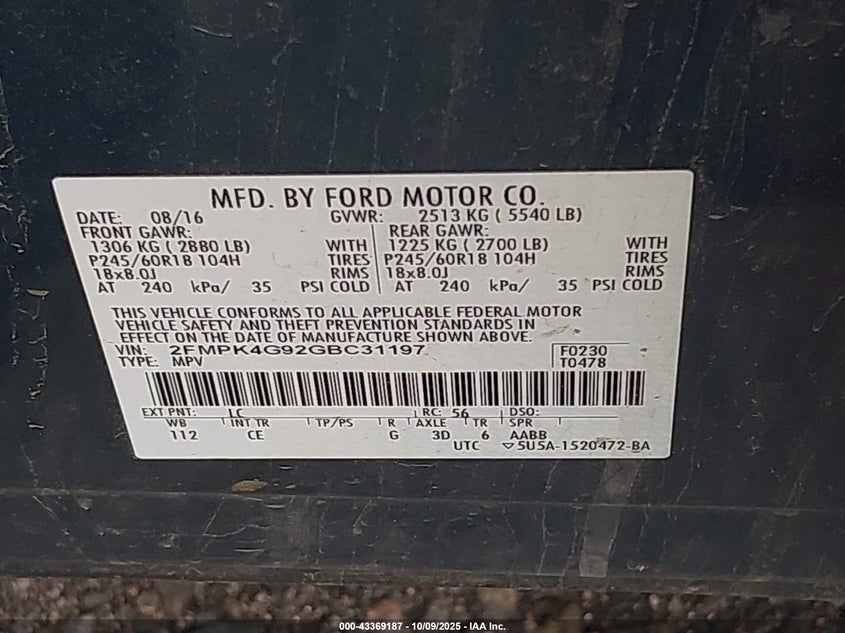 MFD. BY FORD MOTOR CO.
DATE: 08/16 GVWR: 2513 KG ( 5540 LB)
FRONT GAWR: REAR GAWR:
1306 KG ( 2880 LB) WITH 1225 KG ( 2700 LB) WITH
P245/60R18 104H TIRES P245/60R18 104H TIRES
18x8.0J RIMS 18x8.0J RIMS
AT 240 kPa/ 35 PSI COLD AT 240 kPa/ 35 PSI COLD
THIS VEHICLE CONFORMS TO ALL APPLICABLE FEDERAL MOTOR
VEHICLE SAFETY AND THEFT PREVENTION STANDARDS IN
EFFECT ON THE DATE OF MANUFACTURE SHOWN ABOVE.
VIN: 2FMPK4G92GBC31197 F0230
TYPE: MPV T0478
EXT PNT: LC RC: 56 DSO:
WB INT TR TP/PS R AXLE TR SPR
112 CE G 3D 6 AABB
UTC 5U5A-1520472-BA
000-43369187 - 10/09/2025 - IAA Inc.